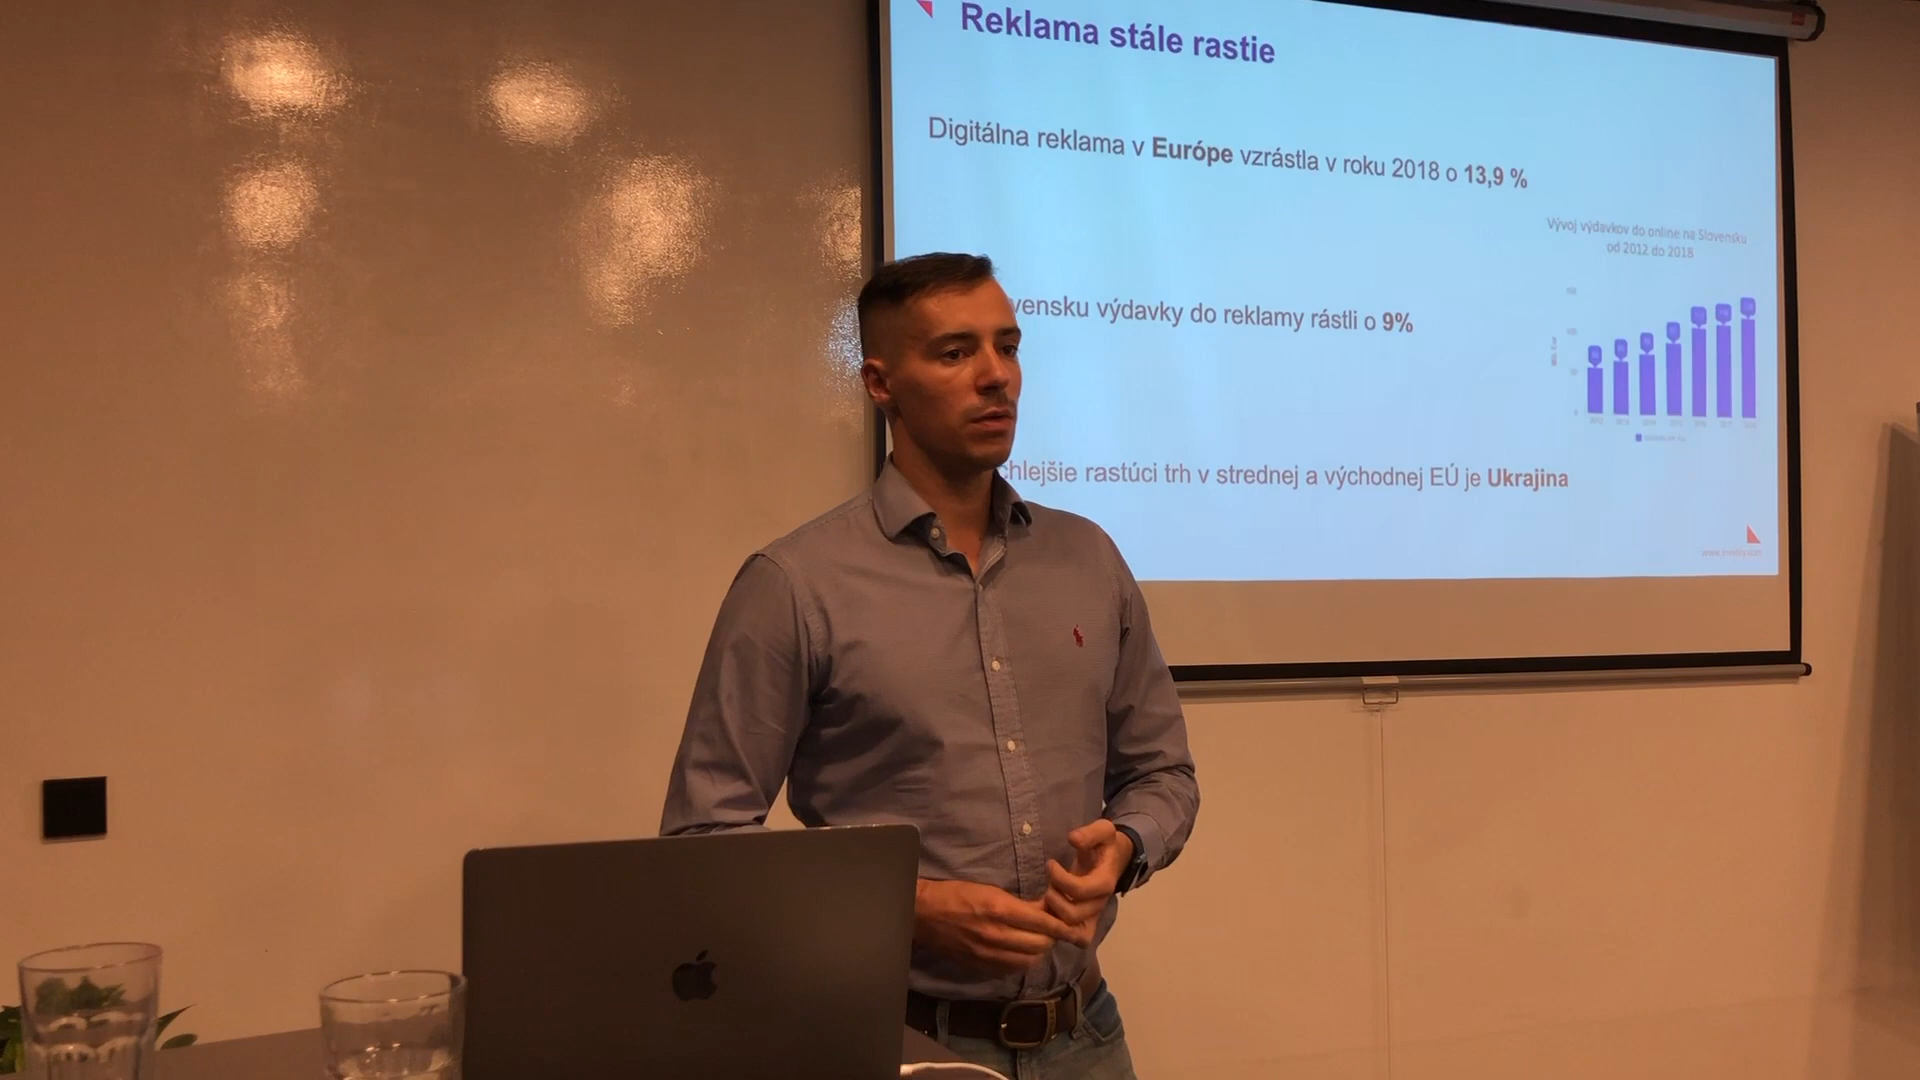 Reklama stále rastie
Digitálna reklama v Európe vzrástla v roku 2018 o 13,9 %
Vývoj výdavkov do online na Slovensku
od 2012 do 2018
vensku výdavky do reklamy rástli o 9%
chlejšie rastúci trh v strednej a východnej EÚ je Ukrajina